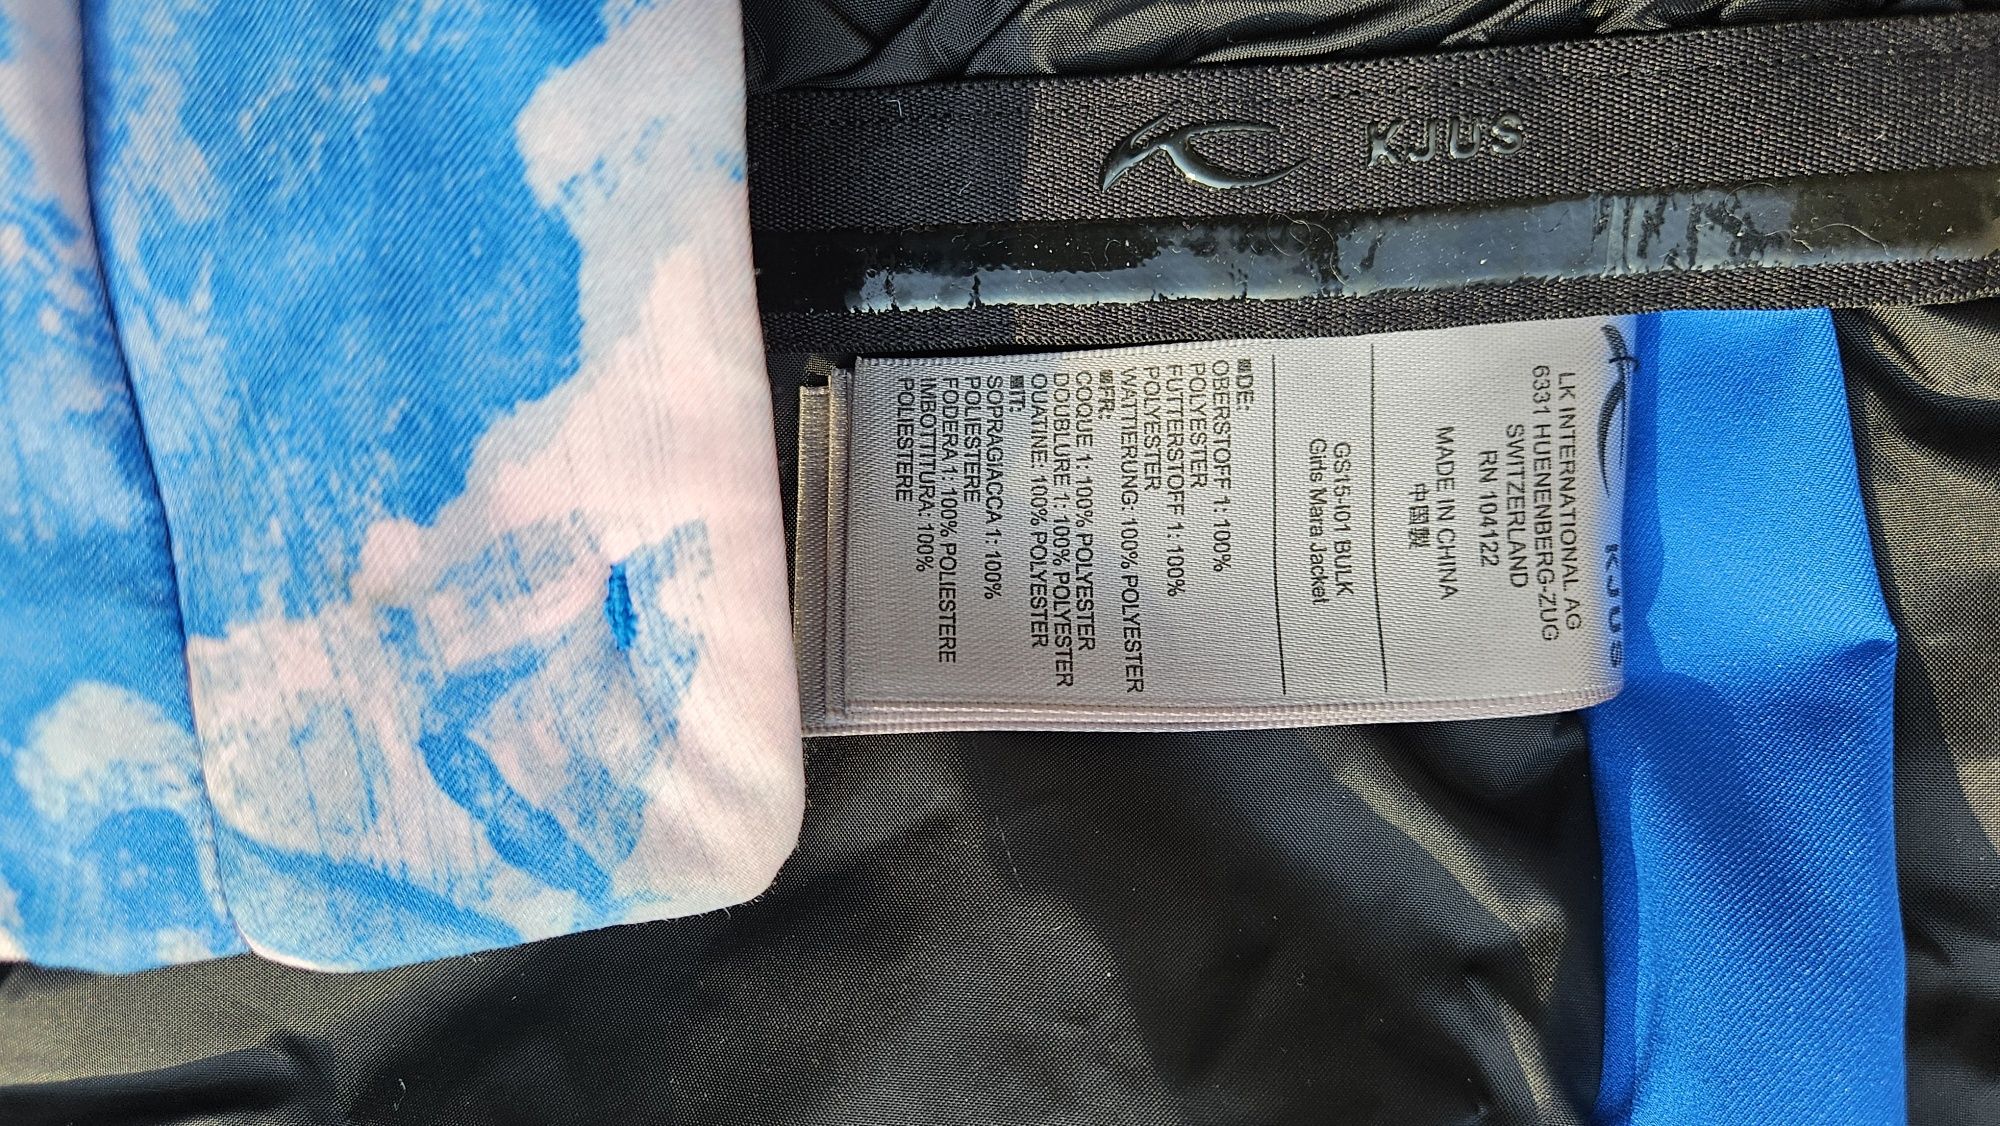 KJUS
KJUS
LK INTERNATIONAL AG
6331 HUENENBERG-ZUG
SWITZERLAND
RN 104122
MADE IN CHINA
中国製
GS15-I01 BULK
Girls Mara Jacket
DE:
OBERSTOFF 1: 100%
POLYESTER
FUTTERSTOFF 1: 100%
POLYESTER
WATTIERUNG: 100% POLYESTER
FR:
COQUE 1: 100% POLYESTER
DOUBLURE 1: 100% POLYESTER
OUATINE: 100% POLYESTER
IT:
SOPRAGIACCA 1: 100%
POLIESTERE
FODERA 1: 100% POLIESTERE
IMBOTTITURA: 100%
POLIESTERE